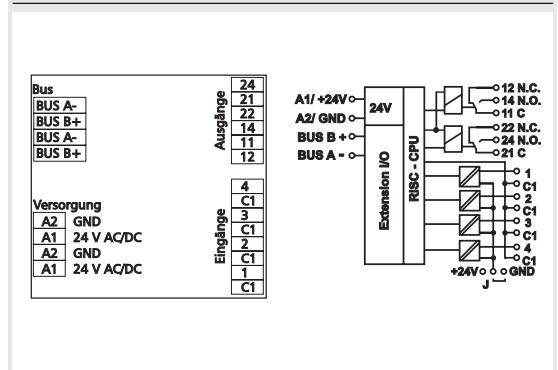 Bus
BUS A-
BUS B+
BUS A-
BUS B+
Versorgung
A2 GND
A1 24 V AC/DC
A2 GND
A1 24 V AC/DC
Ausgänge
24
21
22
14
11
12
Eingänge
4
C1
3
C1
2
C1
1
C1
A1/ +24V
A2/ GND
BUS B +
BUS A -
24V
Extension I/O
RISC - CPU
12 N.C.
14 N.O.
11 C
22 N.C.
24 N.O.
21 C
1
C1
2
C1
3
C1
4
C1
+24V
GND
J